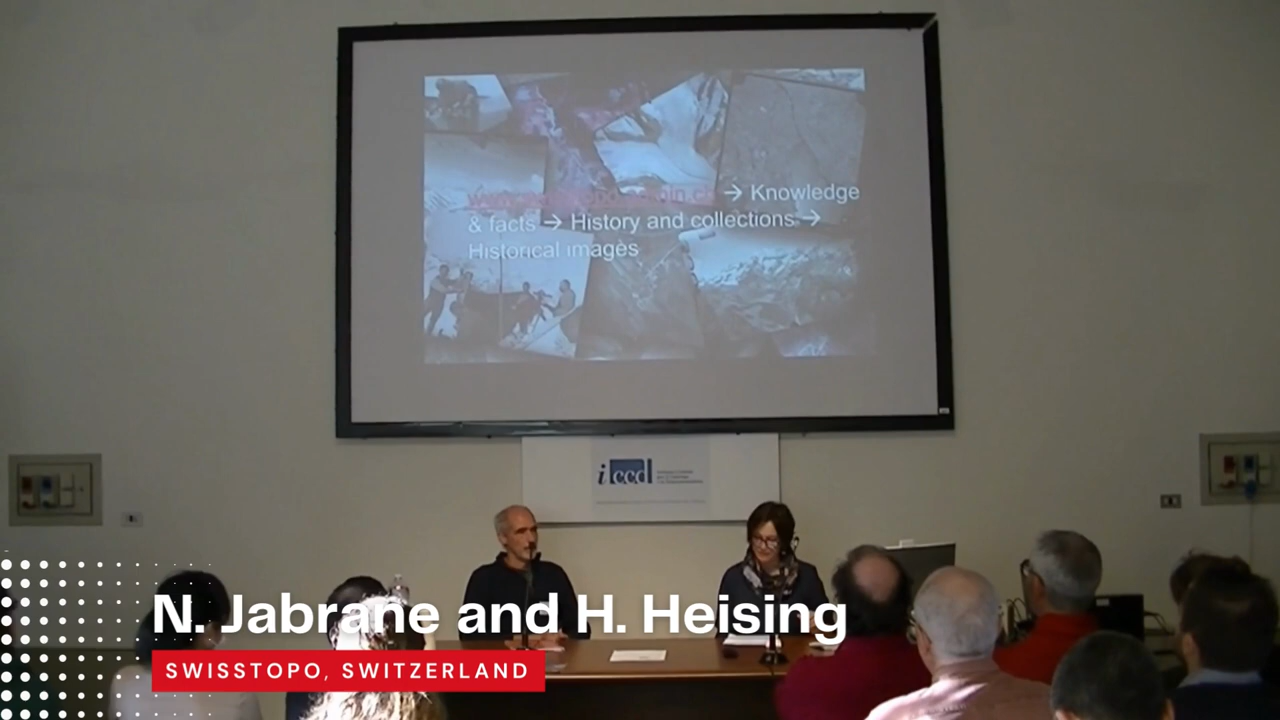 → Knowledge
& facts → History and collections →
Historical images
iccd
N. Jabrane and H. Heising
SWISSTOPO, SWITZERLAND